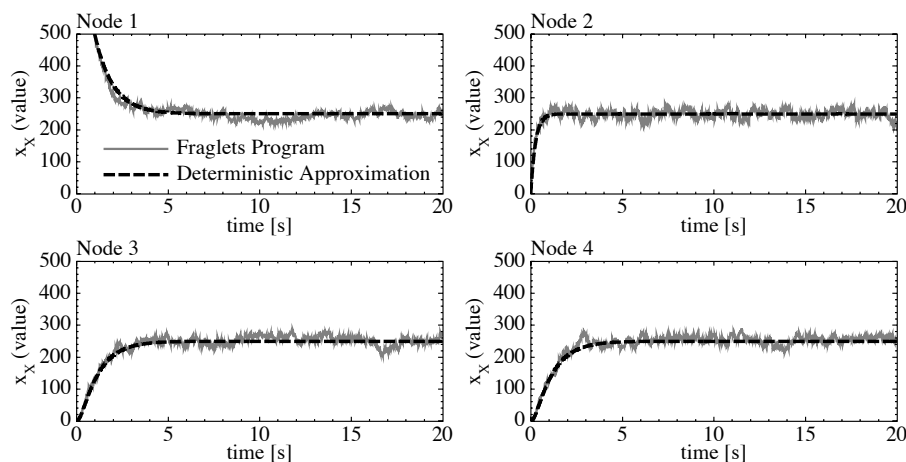 Node 1
500
400
300
200
100
0
x_X (value)
Fraglets Program
Deterministic Approximation
0 5 10 15 20
time [s]
Node 2
500
400
300
200
100
0
x_X (value)
0 5 10 15 20
time [s]
Node 3
500
400
300
200
100
0
x_X (value)
0 5 10 15 20
time [s]
Node 4
500
400
300
200
100
0
x_X (value)
0 5 10 15 20
time [s]